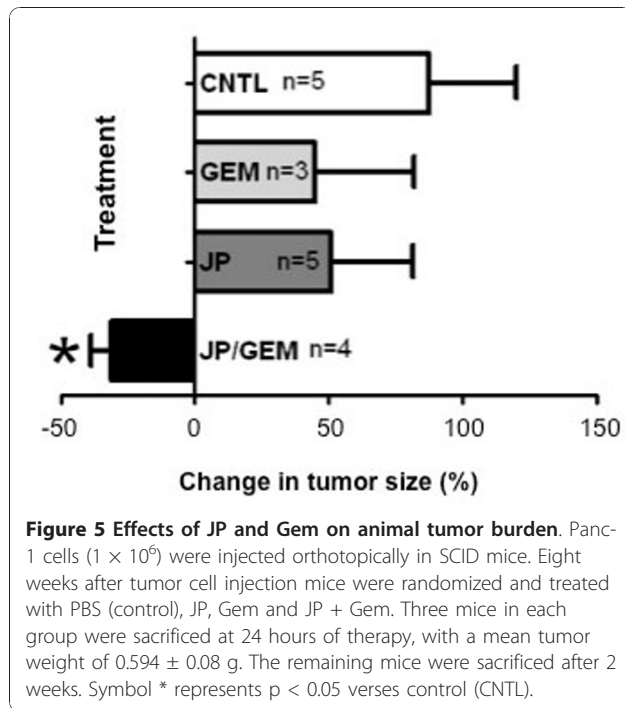 Treatment
CNTL n=5
GEM n=3
JP n=5
* JP/GEM n=4
-50 0 50 100 150
Change in tumor size (%)
Figure 5 Effects of JP and Gem on animal tumor burden. Panc-
1 cells (1 × 10⁶) were injected orthotopically in SCID mice. Eight
weeks after tumor cell injection mice were randomized and treated
with PBS (control), JP, Gem and JP + Gem. Three mice in each
group were sacrificed at 24 hours of therapy, with a mean tumor
weight of 0.594 ± 0.08 g. The remaining mice were sacrificed after 2
weeks. Symbol * represents p < 0.05 verses control (CNTL).